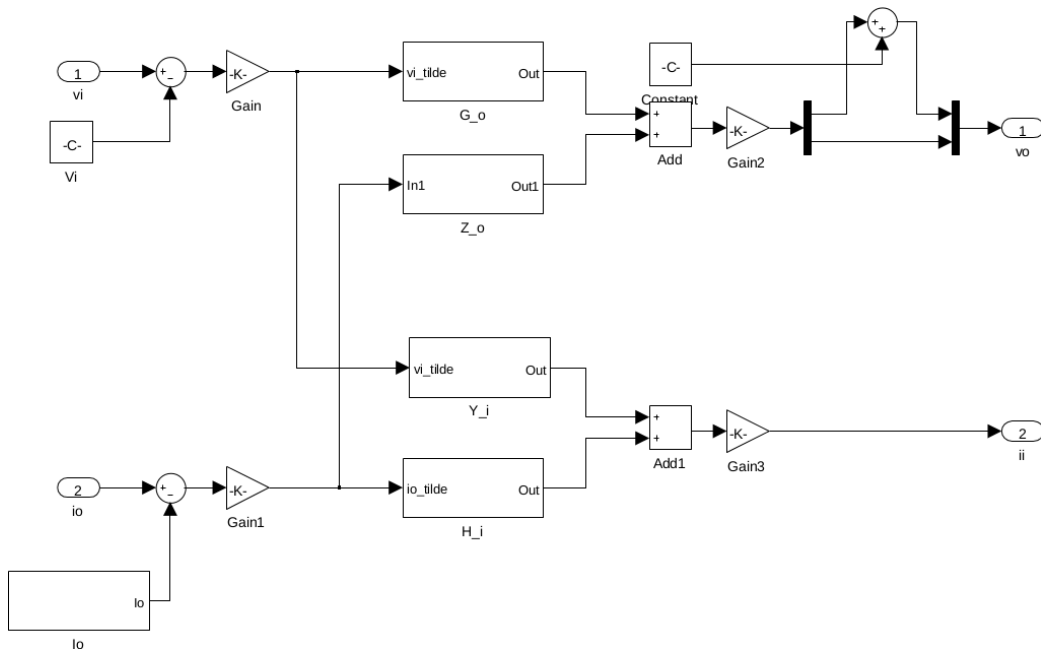 1
vi
-C-
Vi
+
−
-K-
Gain
vi_tilde
Out
G_o
In1
Out1
Z_o
-C-
Constant
+
+
Add
-K-
Gain2
+
+
1
vo
vi_tilde
Out
Y_i
+
+
Add1
-K-
Gain3
2
ii
2
io
+
−
-K-
Gain1
io_tilde
Out
H_i
Io
Io